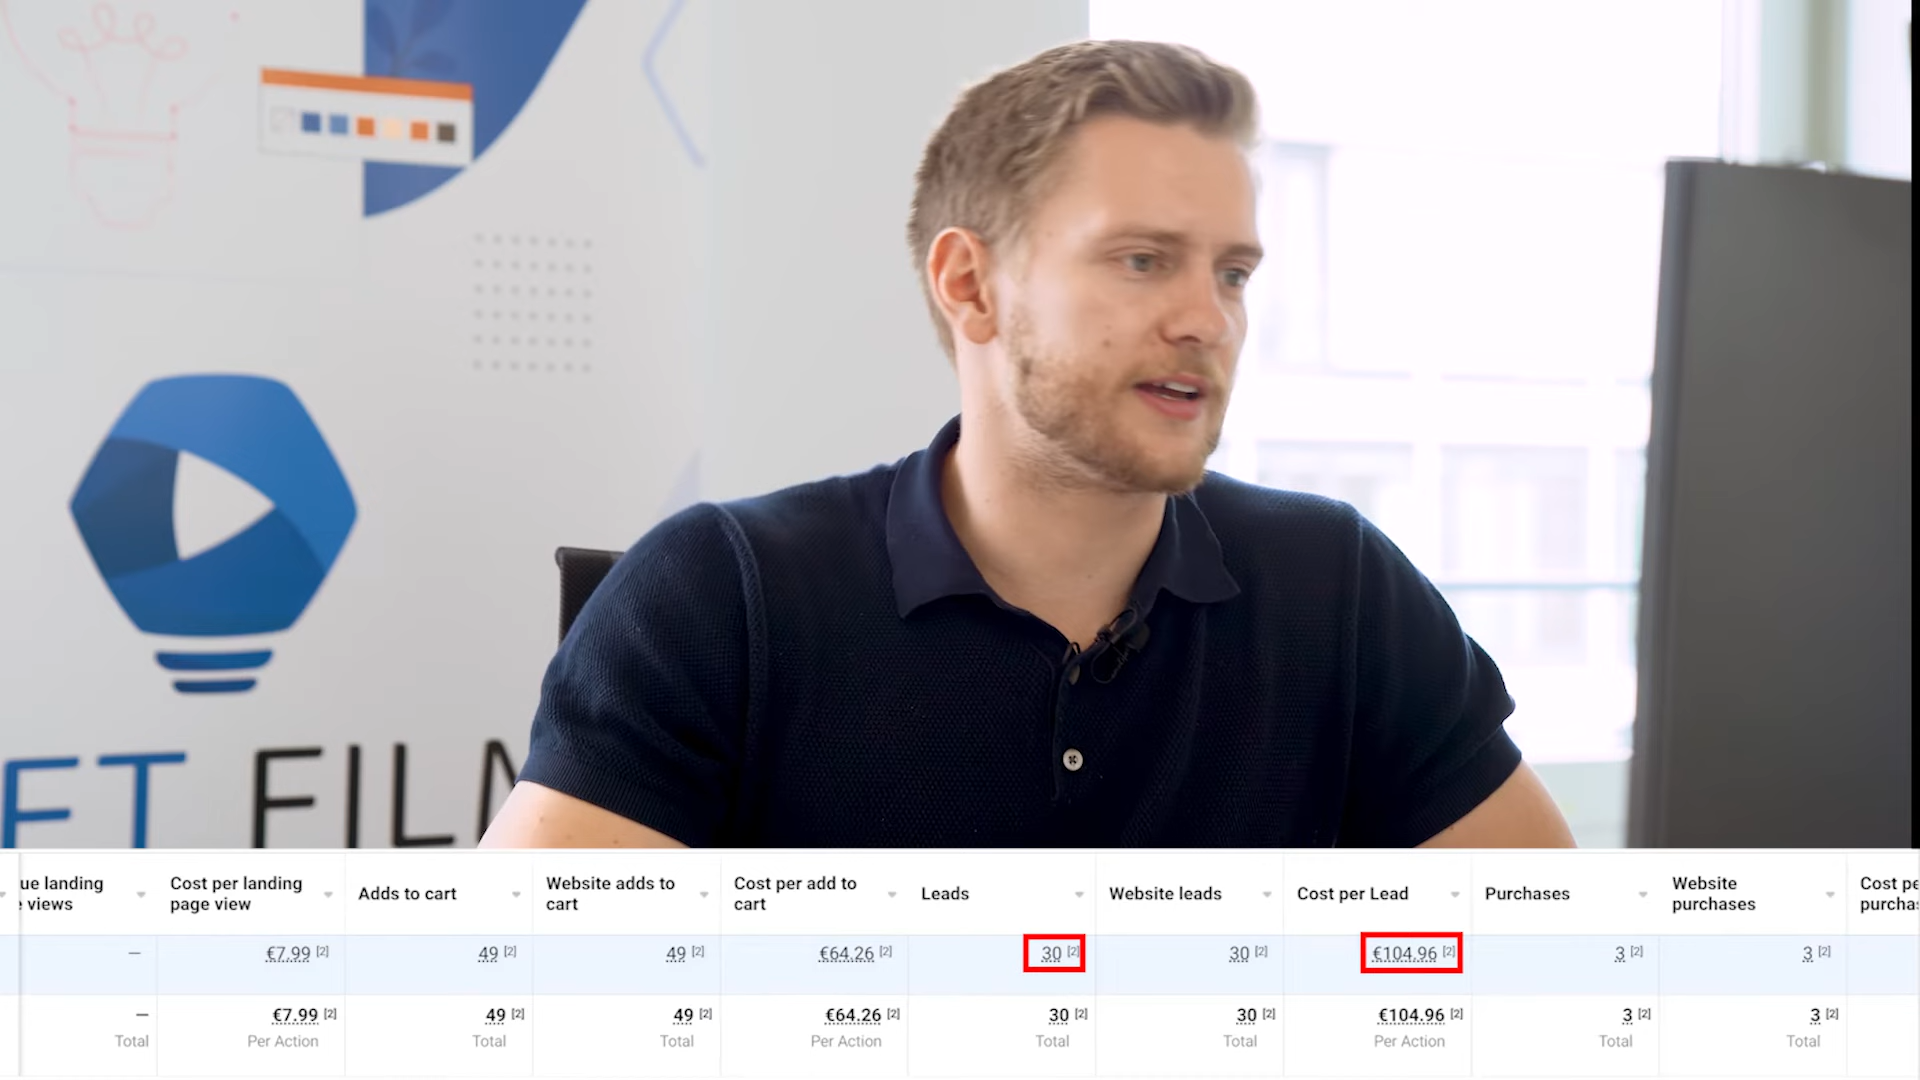 FT FILM
ue landing
views
Cost per landing
page view
Adds to cart
Website adds to
cart
Cost per add to
cart
Leads
Website leads
Cost per Lead
Purchases
Website
purchases
Cost pe
purchas
— €7.99 [2] 49 [2] 49 [2] €64.26 [2] 30 [2] 30 [2] €104.96 [2] 3 [2] 3 [2]
— €7.99 [2] 49 [2] 49 [2] €64.26 [2] 30 [2] 30 [2] €104.96 [2] 3 [2] 3 [2]
Total Per Action Total Total Per Action Total Total Per Action Total Total